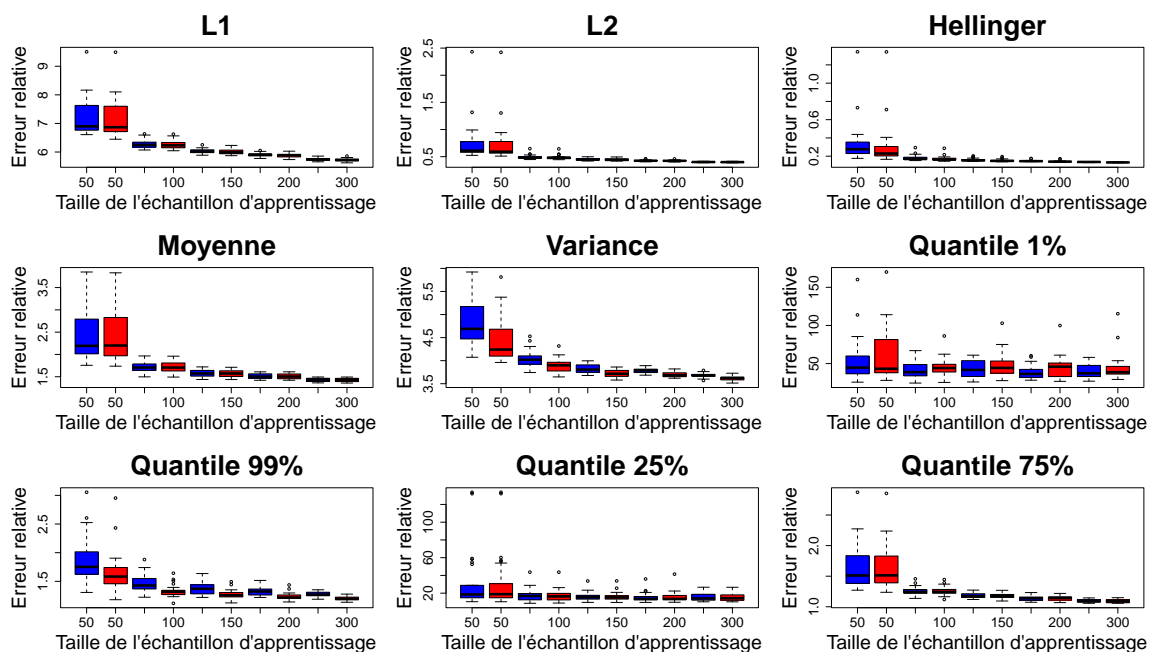 L1
Erreur relative
6 7 8 9
50 50 100 150 200 300
Taille de l'échantillon d'apprentissage
L2
Erreur relative
0.5 1.5 2.5
50 50 100 150 200 300
Taille de l'échantillon d'apprentissage
Hellinger
Erreur relative
0.2 0.6 1.0
50 50 100 150 200 300
Taille de l'échantillon d'apprentissage
Moyenne
Erreur relative
1.5 2.5 3.5
50 50 100 150 200 300
Taille de l'échantillon d'apprentissage
Variance
Erreur relative
3.5 4.5 5.5
50 50 100 150 200 300
Taille de l'échantillon d'apprentissage
Quantile 1%
Erreur relative
50 100 150
50 50 100 150 200 300
Taille de l'échantillon d'apprentissage
Quantile 99%
Erreur relative
1.5 2.5
50 50 100 150 200 300
Taille de l'échantillon d'apprentissage
Quantile 25%
Erreur relative
20 60 100
50 50 100 150 200 300
Taille de l'échantillon d'apprentissage
Quantile 75%
Erreur relative
1.0 2.0
50 50 100 150 200 300
Taille de l'échantillon d'apprentissage